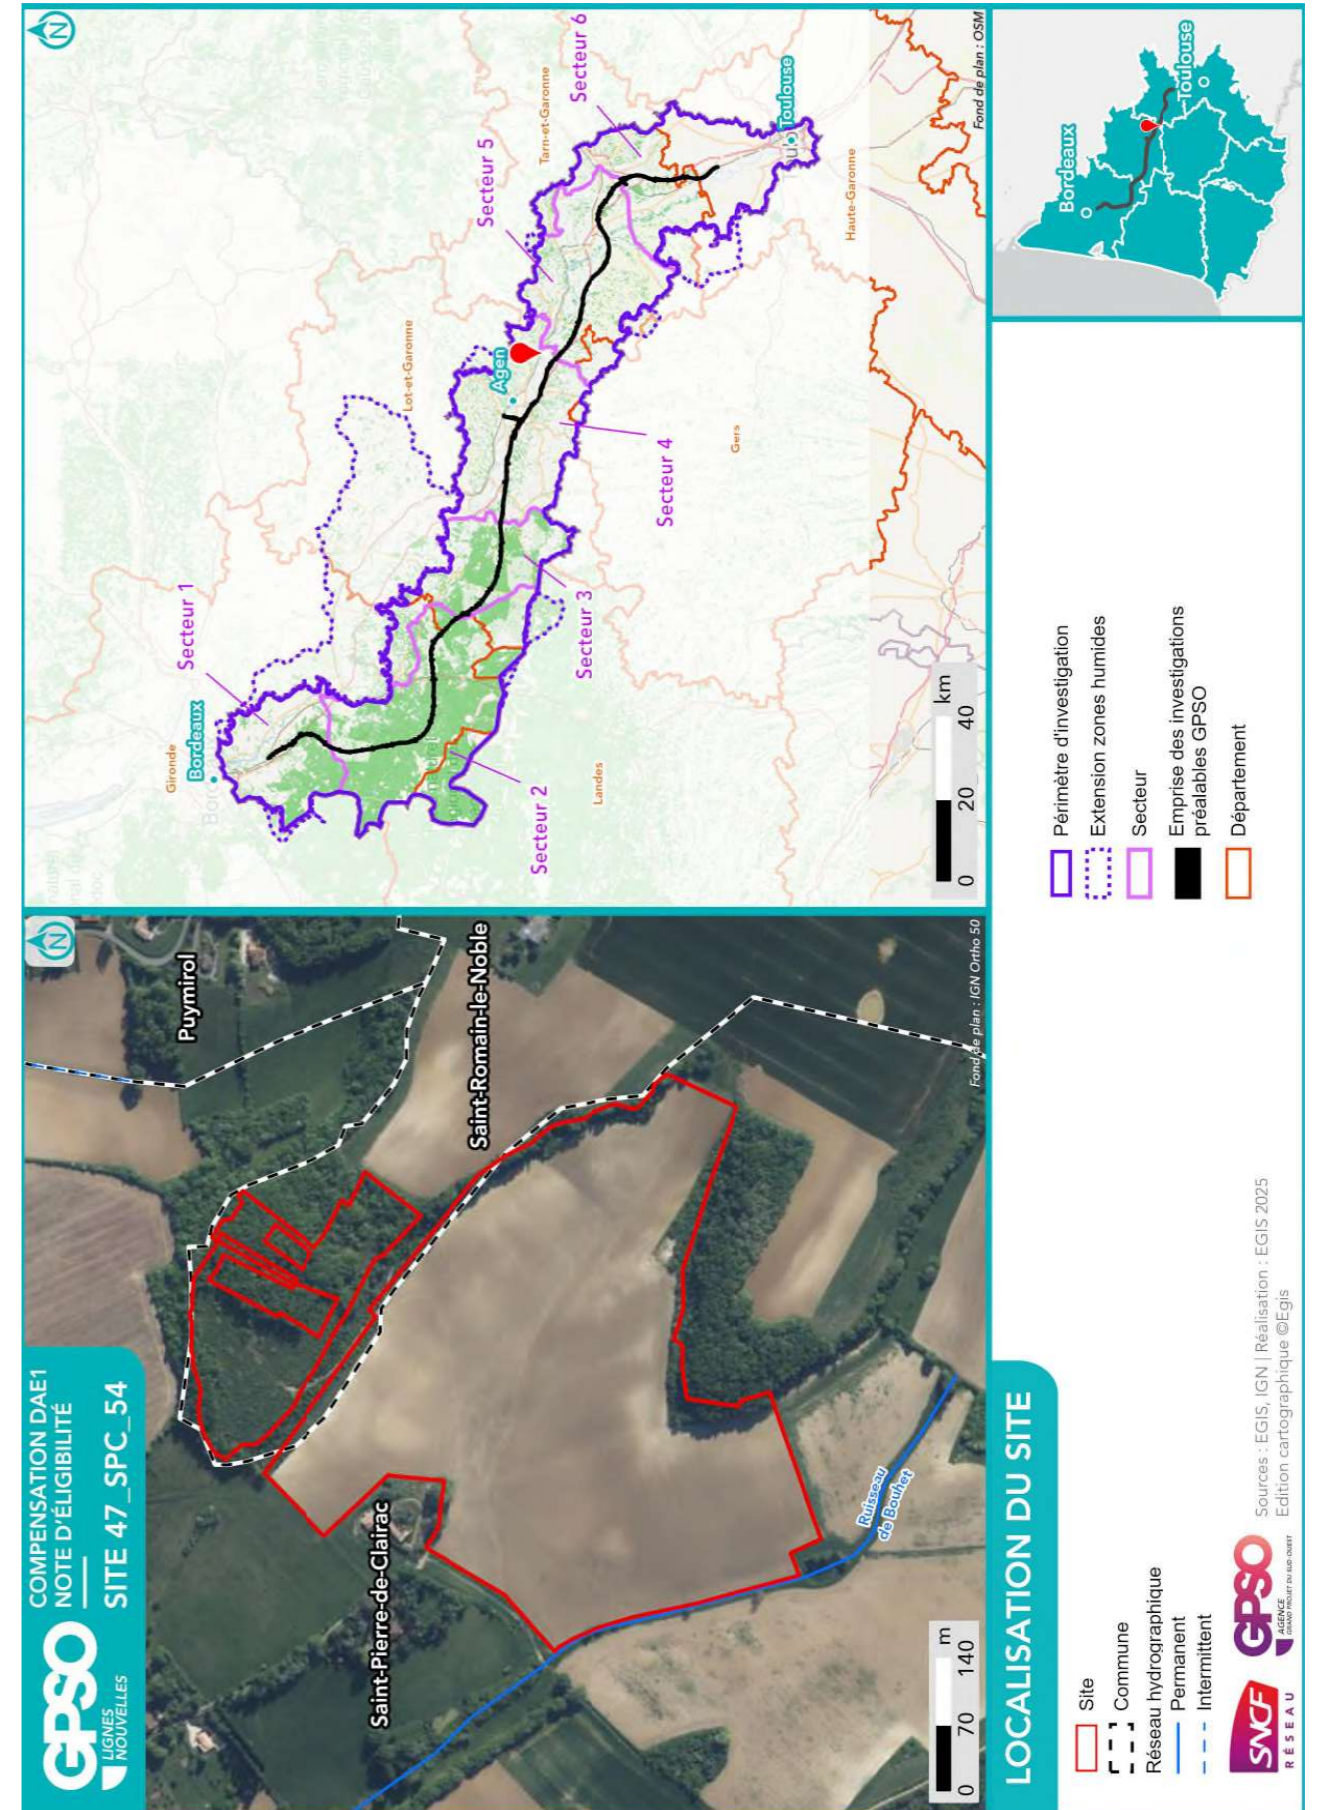 GPSO
LIGNES
NOUVELLES
COMPENSATION DAE1
NOTE D'ÉLIGIBILITÉ
SITE 47_SPC_54
N
Puymirol
Saint-Romain-le-Noble
Saint-Pierre-de-Clairac
Ruisseau
de Bouhet
0 70 140 m
Fond de plan : IGN Ortho 50
N
Secteur 1
Secteur 2
Secteur 3
Secteur 4
Secteur 5
Secteur 6
Gironde
Bordeaux
Landes
Lot-et-Garonne
Agen
Gers
Tarn-et-Garonne
Toulouse
Haute-Garonne
0 20 40 km
Fond de plan : OSM
LOCALISATION DU SITE
Site
Commune
Réseau hydrographique
Permanent
Intermittent
Périmètre d'investigation
Extension zones humides
Secteur
Emprise des investigations
préalables GPSO
Département
Bordeaux
Toulouse
SNCF
RÉSEAU
GPSO
AGENCE
GRAND PROJET DU SUD-OUEST
Sources : EGIS, IGN | Réalisation : EGIS 2025
Edition cartographique ©Egis